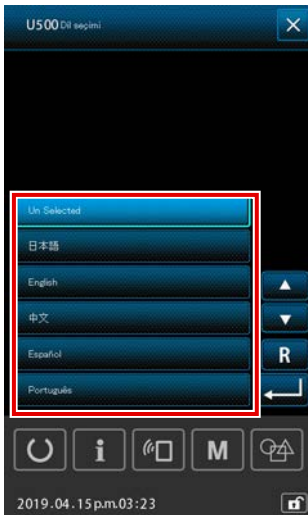 U500 Dil seçimi
Un Selected
日本語
English
中文
Español
Português
R
i
M
2019.04.15 p.m.03:23